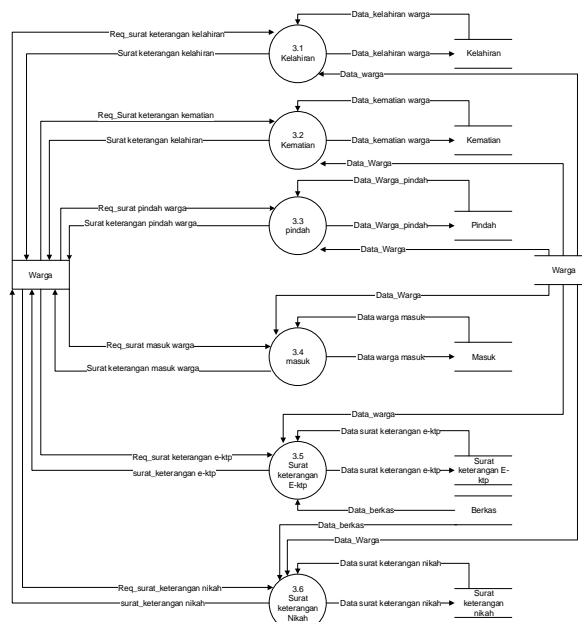 Data_kelahiran warga
Req_surat keterangan kelahiran
3.1
Kelahiran
Surat keterangan kelahiran
Data_kelahiran warga
Kelahiran
Data_warga
Data_kematian warga
Req_Surat keterangan kematian
3.2
Kematian
Surat keterangan kelahiran
Data_kematian warga
Kematian
Data_Warga
Data_Warga_pindah
Req_surat pindah warga
3.3
pindah
Surat keterangan pindah warga
Data_Warga_pindah
Pindah
Data_Warga
Warga
Warga
Data_Warga
Data warga masuk
Req_surat masuk warga
3.4
masuk
Data warga masuk
Masuk
Surat keterangan masuk warga
Data_warga
Data surat keterangan e-ktp
Req_surat keterangan e-ktp
3.5
Surat
keterangan
E-ktp
surat_keterangan e-ktp
Data surat keterangan e-ktp
Surat
keterangan E-
ktp
Data_berkas
Berkas
Data_berkas
Data_Warga
Data surat keterangan nikah
Req_surat_keterangan nikah
3.6
Surat
keterangan
Nikah
surat_keterangan nikah
Data surat keterangan nikah
Surat
keterangan
nikah